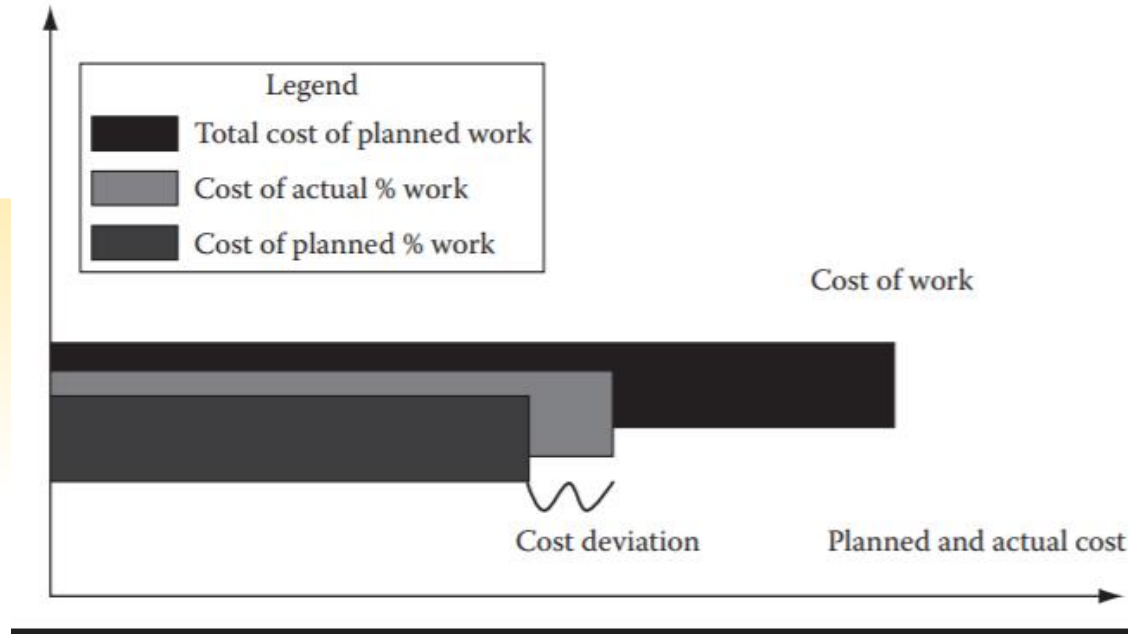 Legend
Total cost of planned work
Cost of actual % work
Cost of planned % work
Cost of work
Cost deviation
Planned and actual cost